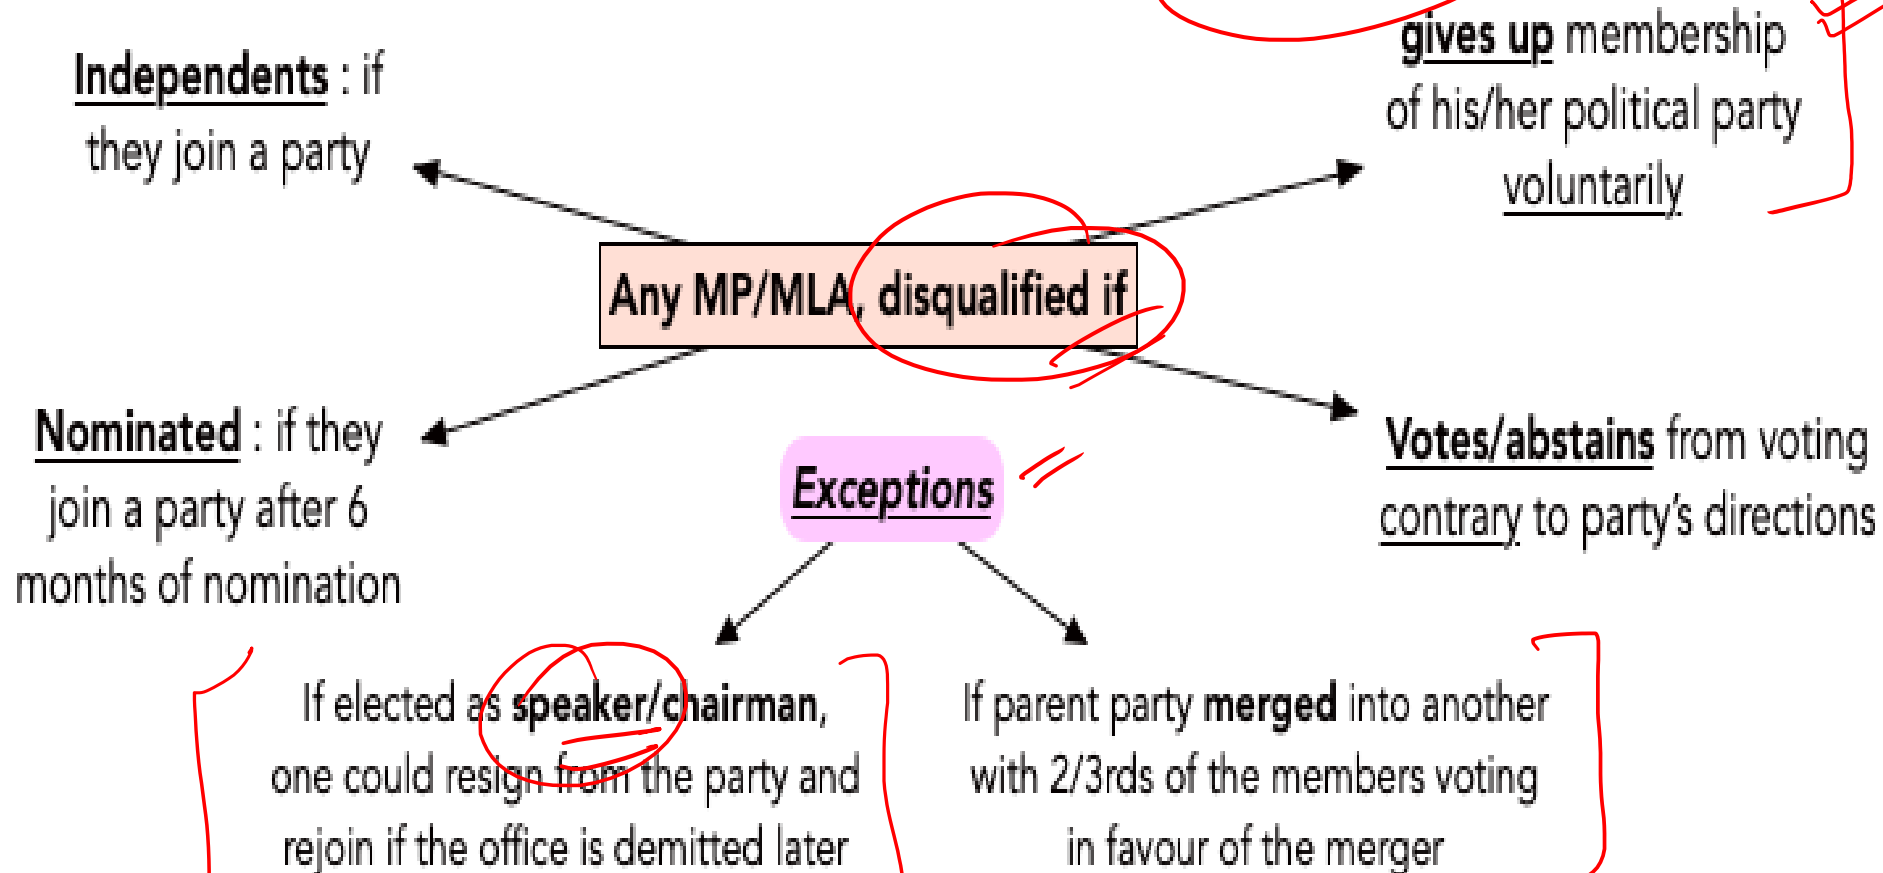 Independents : if
they join a party
gives up membership
of his/her political party
voluntarily
Any MP/MLA, disqualified if
Nominated : if they
join a party after 6
months of nomination
Votes/abstains from voting
contrary to party's directions
Exceptions
If elected as speaker/chairman,
one could resign from the party and
rejoin if the office is demitted later
If parent party merged into another
with 2/3rds of the members voting
in favour of the merger